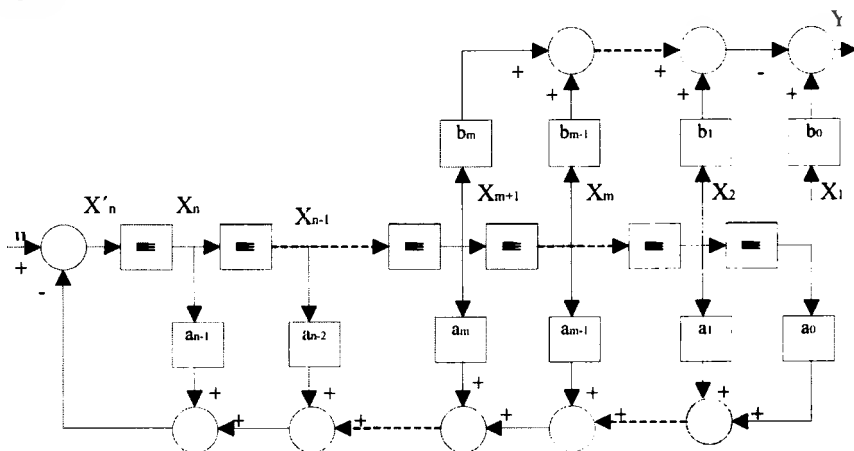 Y
+ + - +
+ + +
bm bm-1 b1 b0
X´n Xn Xn-1 Xm+1 Xm X2 X1
u
+
-
an-1 an-2 am am-1 a1 a0
+ + + + +
+ + + + +